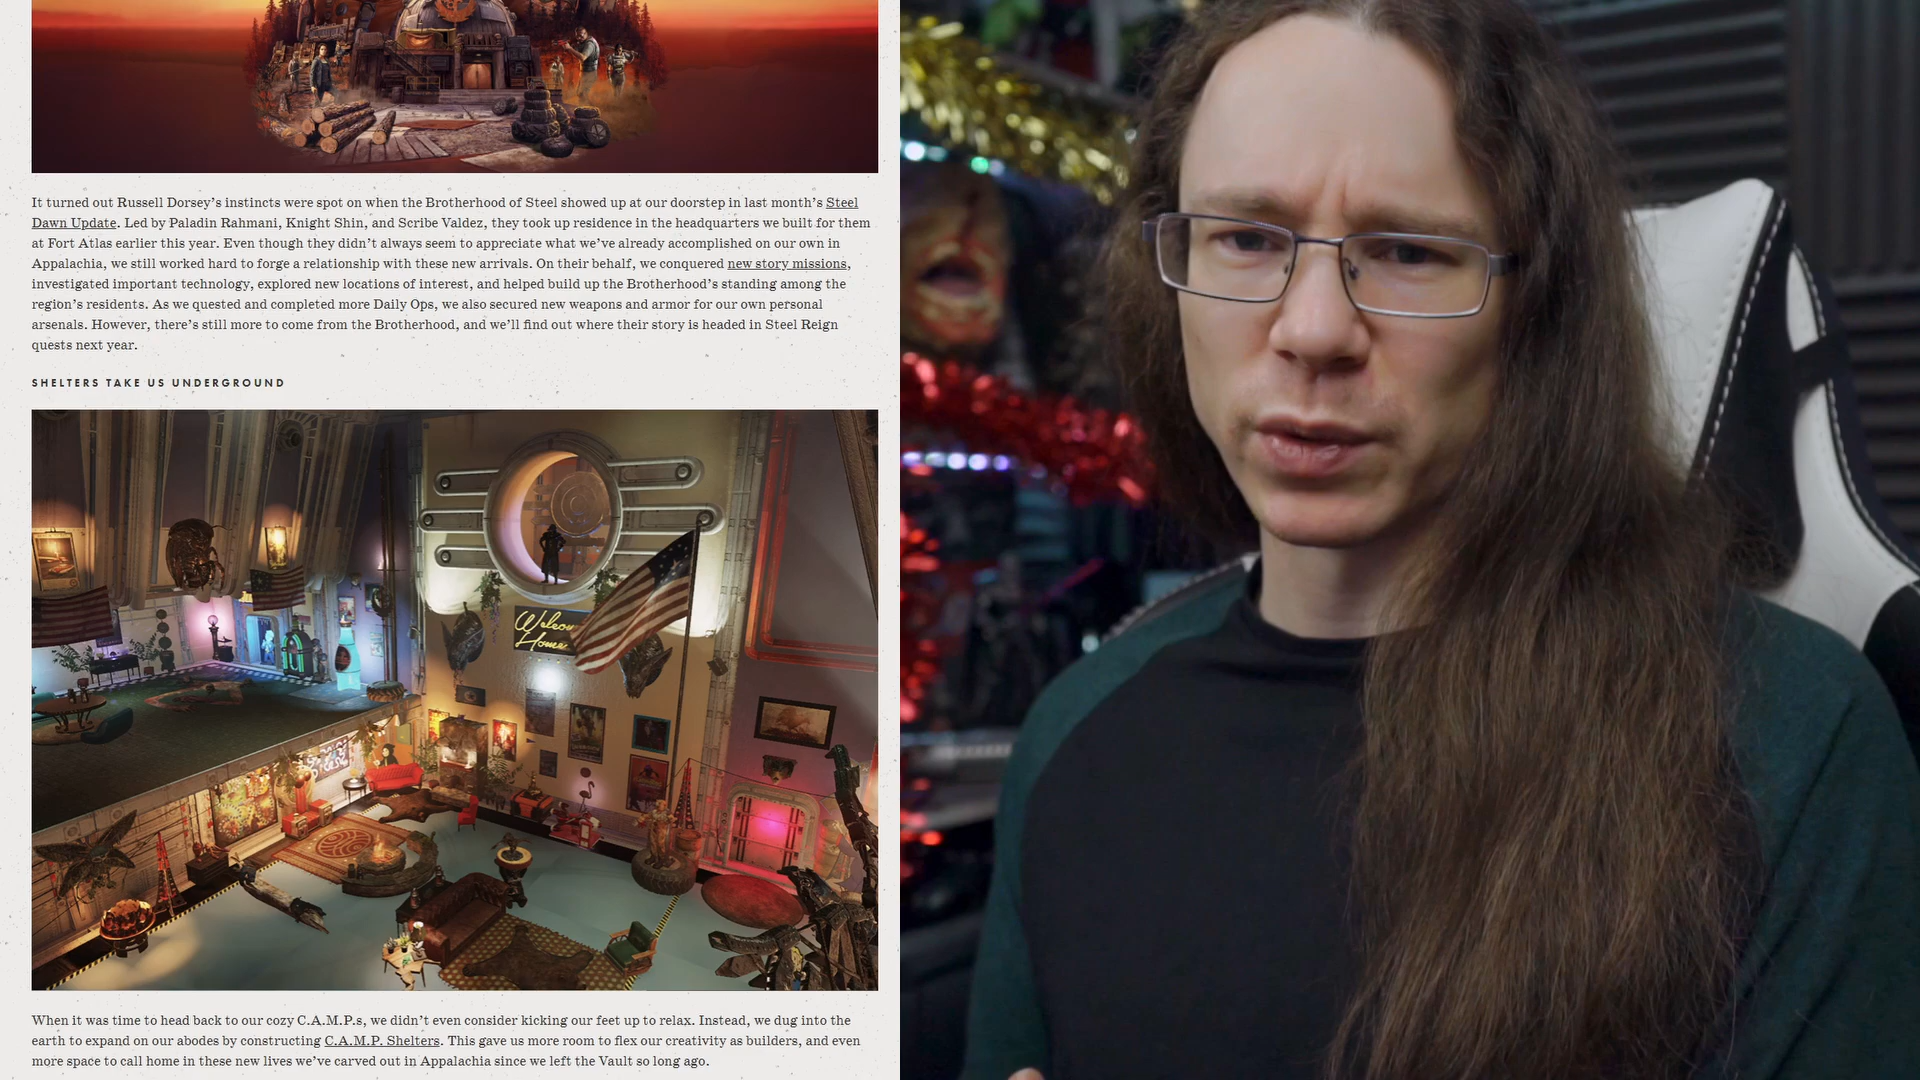 It turned out Russell Dorsey’s instincts were spot on when the Brotherhood of Steel showed up at our doorstep in last month’s Steel
Dawn Update. Led by Paladin Rahmani, Knight Shin, and Scribe Valdez, they took up residence in the headquarters we built for them
at Fort Atlas earlier this year. Even though they didn’t always seem to appreciate what we’ve already accomplished on our own in
Appalachia, we still worked hard to forge a relationship with these new arrivals. On their behalf, we conquered new story missions,
investigated important technology, explored new locations of interest, and helped build up the Brotherhood’s standing among the
region’s residents. As we quested and completed more Daily Ops, we also secured new weapons and armor for our own personal
arsenals. However, there’s still more to come from the Brotherhood, and we’ll find out where their story is headed in Steel Reign
quests next year.
SHELTERS TAKE US UNDERGROUND
Home
When it was time to head back to our cozy C.A.M.P.s, we didn’t even consider kicking our feet up to relax. Instead, we dug into the
earth to expand on our abodes by constructing C.A.M.P. Shelters. This gave us more room to flex our creativity as builders, and even
more space to call home in these new lives we’ve carved out in Appalachia since we left the Vault so long ago.